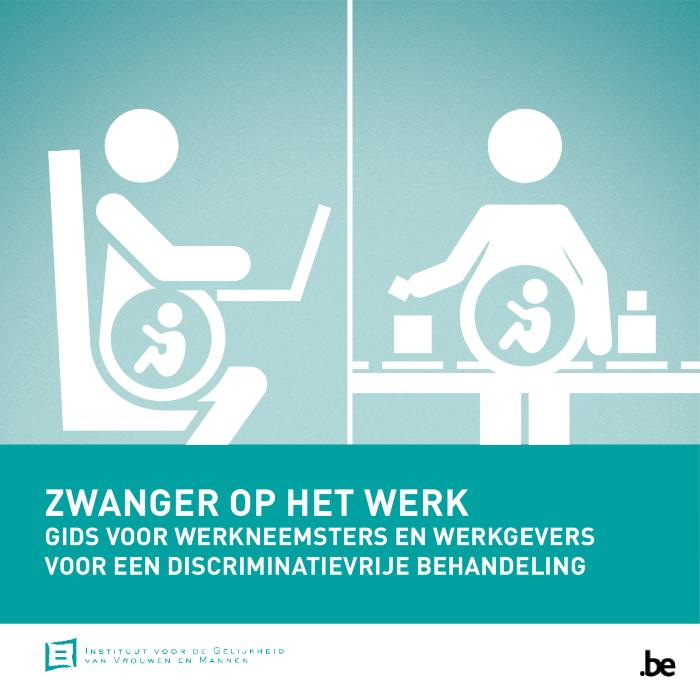 ZWANGER OP HET WERK
GIDS VOOR WERKNEEMSTERS EN WERKGEVERS
VOOR EEN DISCRIMINATIEVRIJE BEHANDELING
INSTITUUT VOOR DE GELIJKHEID
VAN VROUWEN EN MANNEN
.be